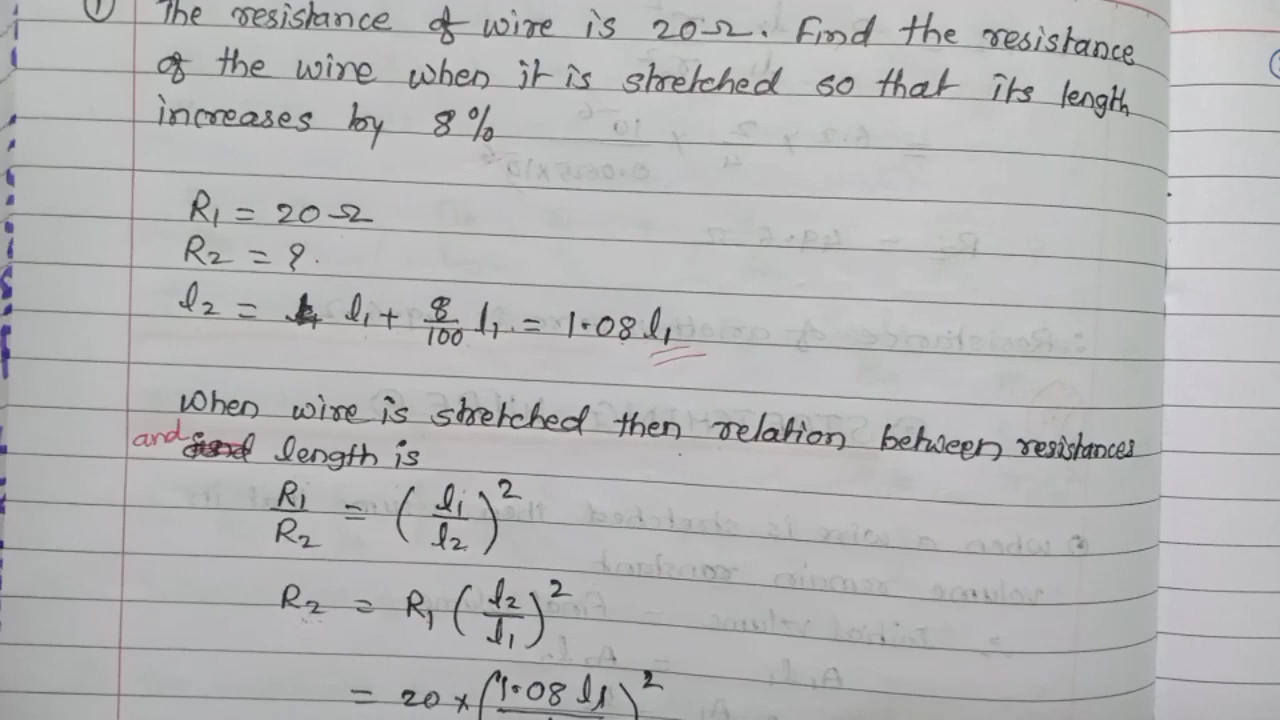 ① The resistance of wire is 20Ω. Find the resistance
of the wire when it is stretched so that its length
increases by 8%
R₁ = 20Ω
R₂ = ?.
l₂ = l₁ + 8/100 l₁ = 1.08 l₁
When wire is stretched then relation between resistances
and length is
R₁/R₂ = (l₁/l₂)²
R₂ = R₁ (l₂/l₁)²
= 20 × (1.08 l₁)²